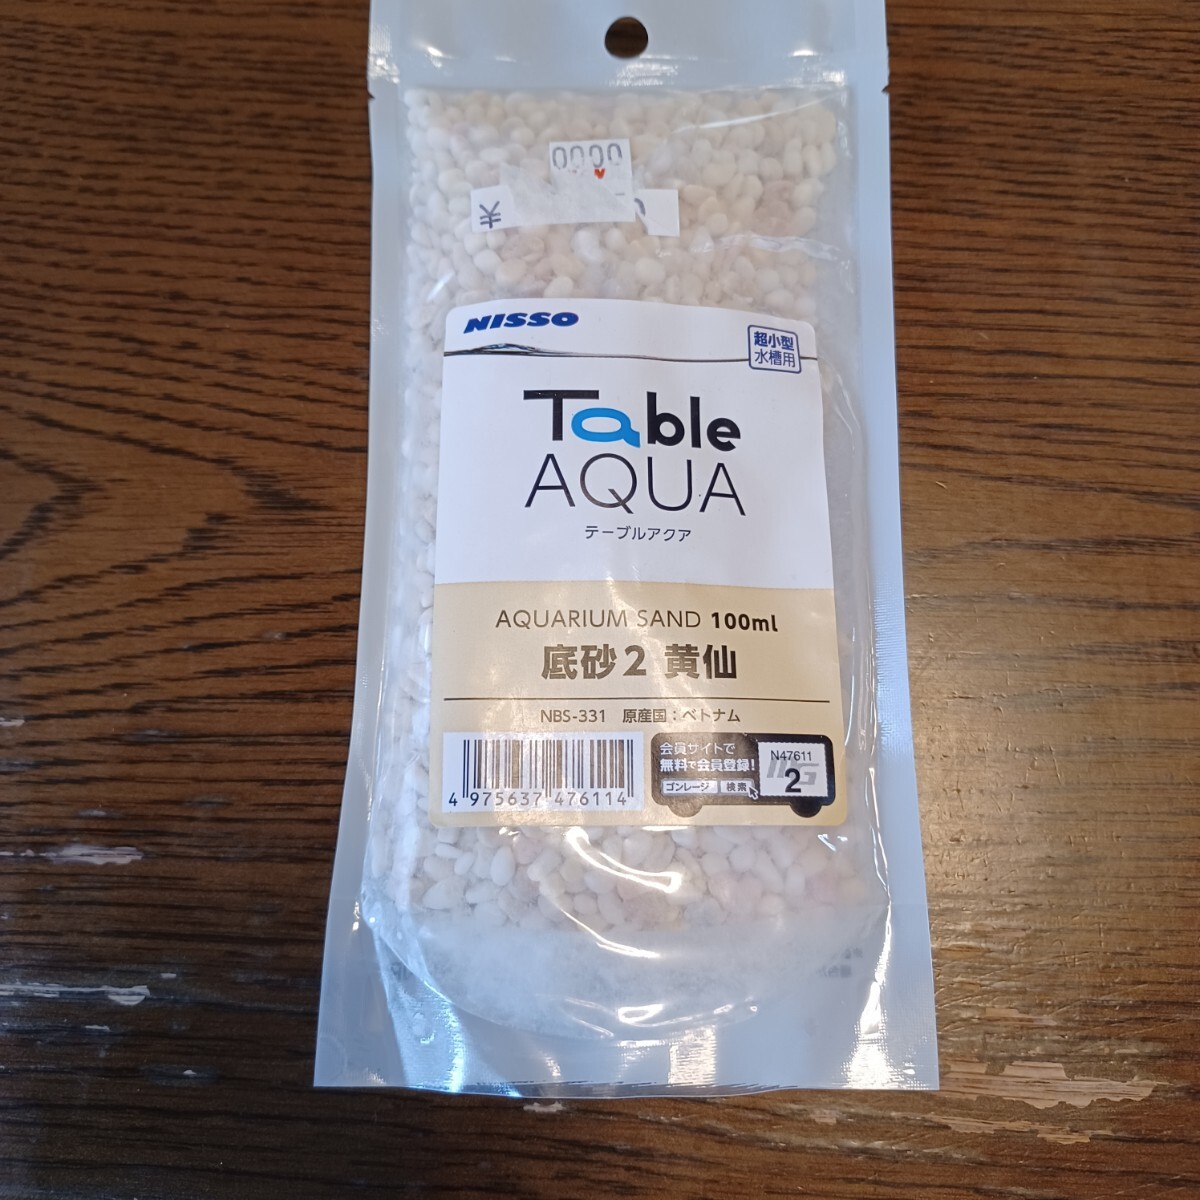 0000
¥
NISSO
超小型
水槽用
Table
AQUA
テーブルアクア
AQUARIUM SAND 100ml
底砂2 黄仙
NBS-331 原産国：ベトナム
会員サイトで
無料で会員登録!
ゴンレージ 検索
N47611
2
4 975637 476114